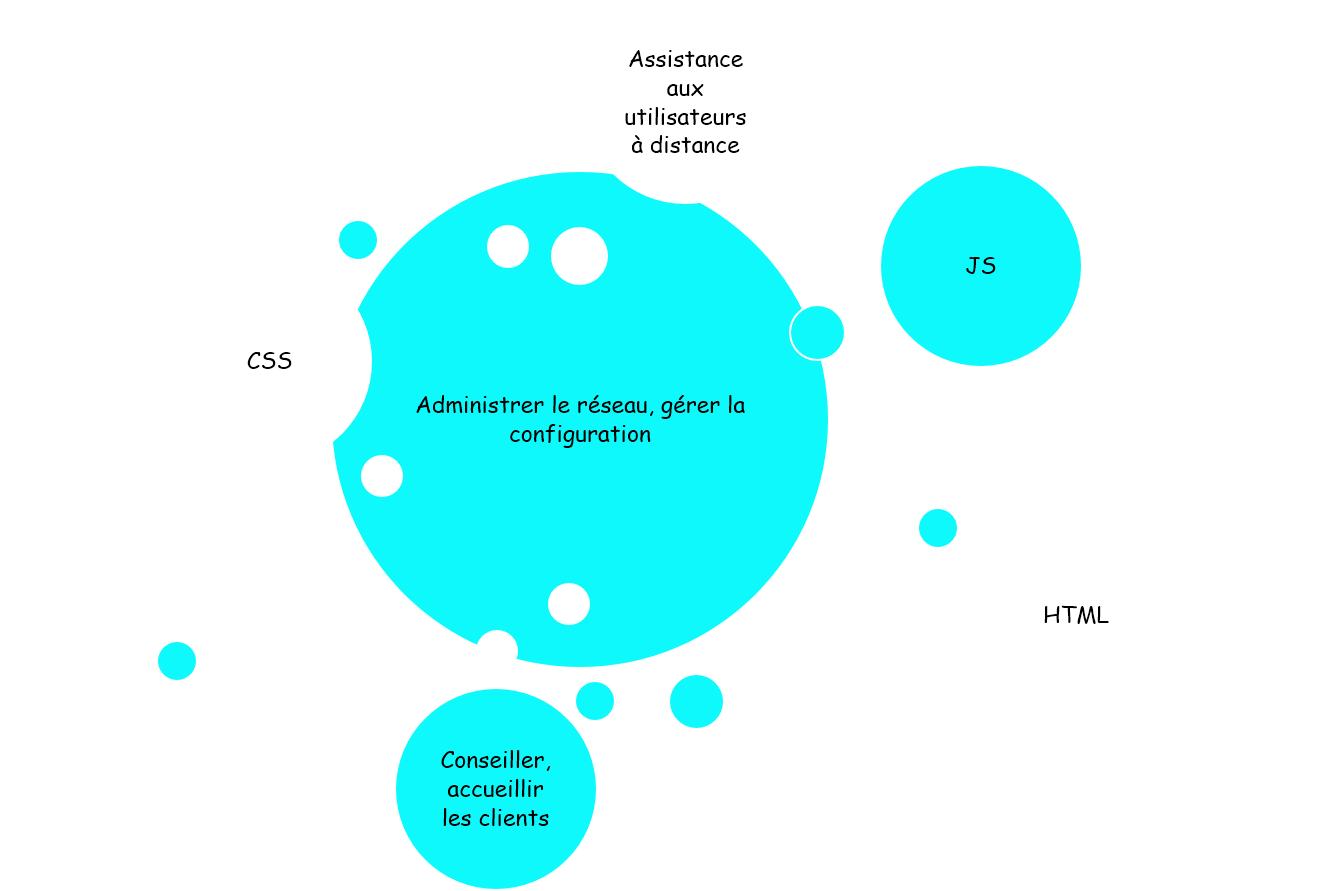 Assistance
aux
utilisateurs
à distance
JS
CSS
Administrer le réseau, gérer la
configuration
HTML
Conseiller,
accueillir
les clients